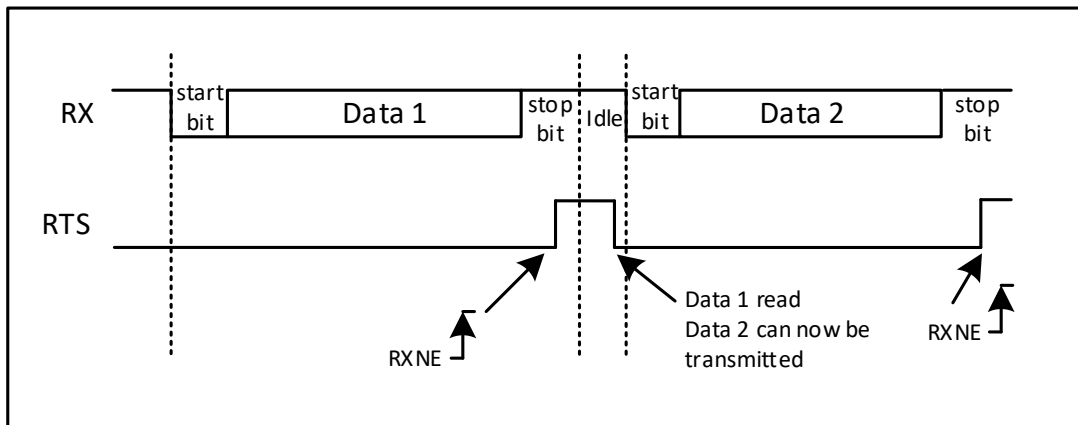 RX
start
bit
Data 1
stop
bit
Idle
start
bit
Data 2
stop
bit
RTS
RXNE
Data 1 read
Data 2 can now be
transmitted
RXNE